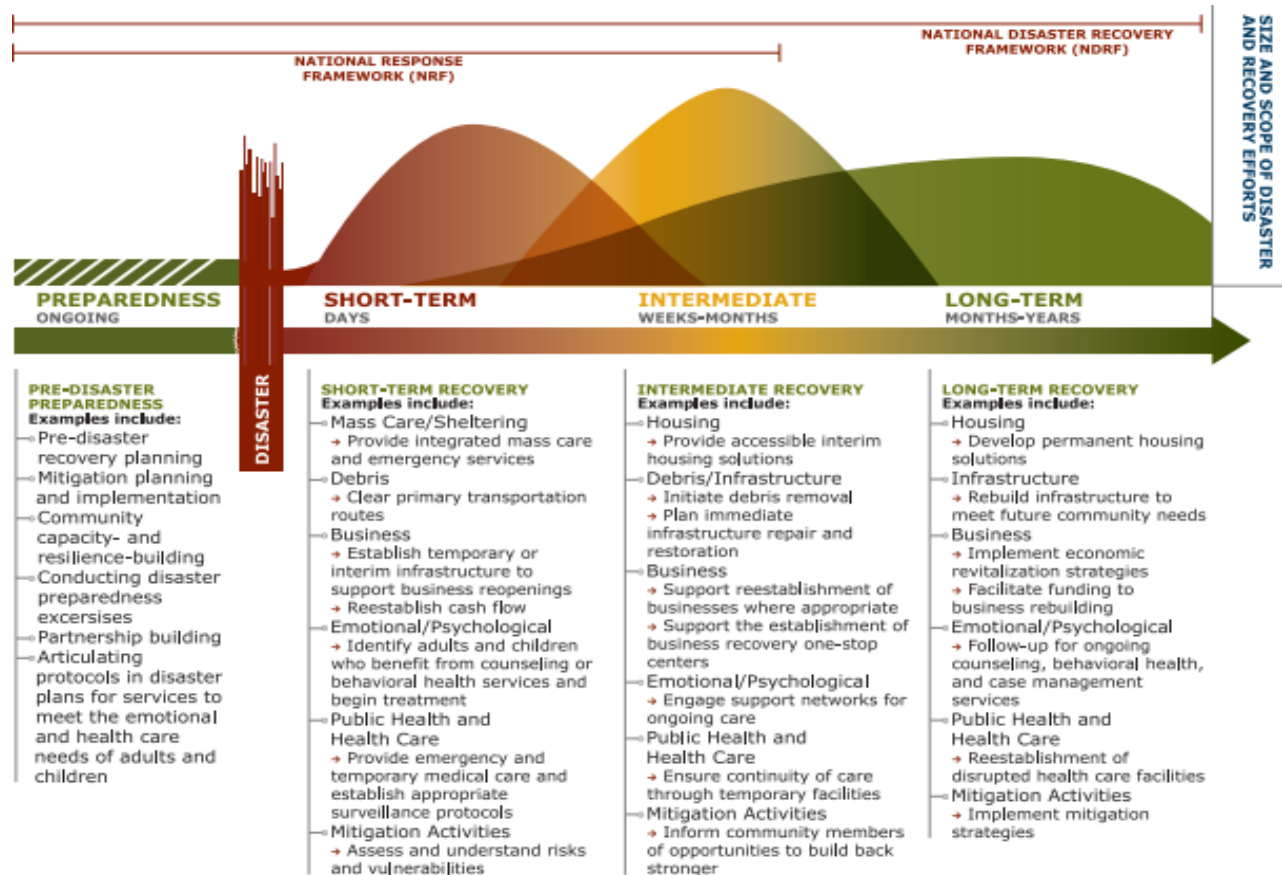 NATIONAL DISASTER RECOVERY
FRAMEWORK (NDRF)
NATIONAL RESPONSE
FRAMEWORK (NRF)
SIZE AND SCOPE OF DISASTER
AND RECOVERY EFFORTS
PREPAREDNESS
ONGOING
SHORT-TERM
DAYS
INTERMEDIATE
WEEKS-MONTHS
LONG-TERM
MONTHS-YEARS
DISASTER
PRE-DISASTER
PREPAREDNESS
Examples include:
Pre-disaster
recovery planning
Mitigation planning
and implementation
Community
capacity- and
resilience-building
Conducting disaster
preparedness
excersises
Partnership building
Articulating
protocols in disaster
plans for services to
meet the emotional
and health care
needs of adults and
children
SHORT-TERM RECOVERY
Examples include:
Mass Care/Sheltering
→ Provide integrated mass care
and emergency services
Debris
→ Clear primary transportation
routes
Business
→ Establish temporary or
interim infrastructure to
support business reopenings
→ Reestablish cash flow
Emotional/Psychological
→ Identify adults and children
who benefit from counseling or
behavioral health services and
begin treatment
Public Health and
Health Care
→ Provide emergency and
temporary medical care and
establish appropriate
surveillance protocols
Mitigation Activities
→ Assess and understand risks
and vulnerabilities
INTERMEDIATE RECOVERY
Examples include:
Housing
→ Provide accessible interim
housing solutions
Debris/Infrastructure
→ Initiate debris removal
→ Plan immediate
infrastructure repair and
restoration
Business
→ Support reestablishment of
businesses where appropriate
→ Support the establishment of
business recovery one-stop
centers
Emotional/Psychological
→ Engage support networks for
ongoing care
Public Health and
Health Care
→ Ensure continuity of care
through temporary facilities
Mitigation Activities
→ Inform community members
of opportunities to build back
stronger
LONG-TERM RECOVERY
Examples include:
Housing
→ Develop permanent housing
solutions
Infrastructure
→ Rebuild infrastructure to
meet future community needs
Business
→ Implement economic
revitalization strategies
→ Facilitate funding to
business rebuilding
Emotional/Psychological
→ Follow-up for ongoing
counseling, behavioral health,
and case management
services
Public Health and
Health Care
→ Reestablishment of
disrupted health care facilities
Mitigation Activities
→ Implement mitigation
strategies